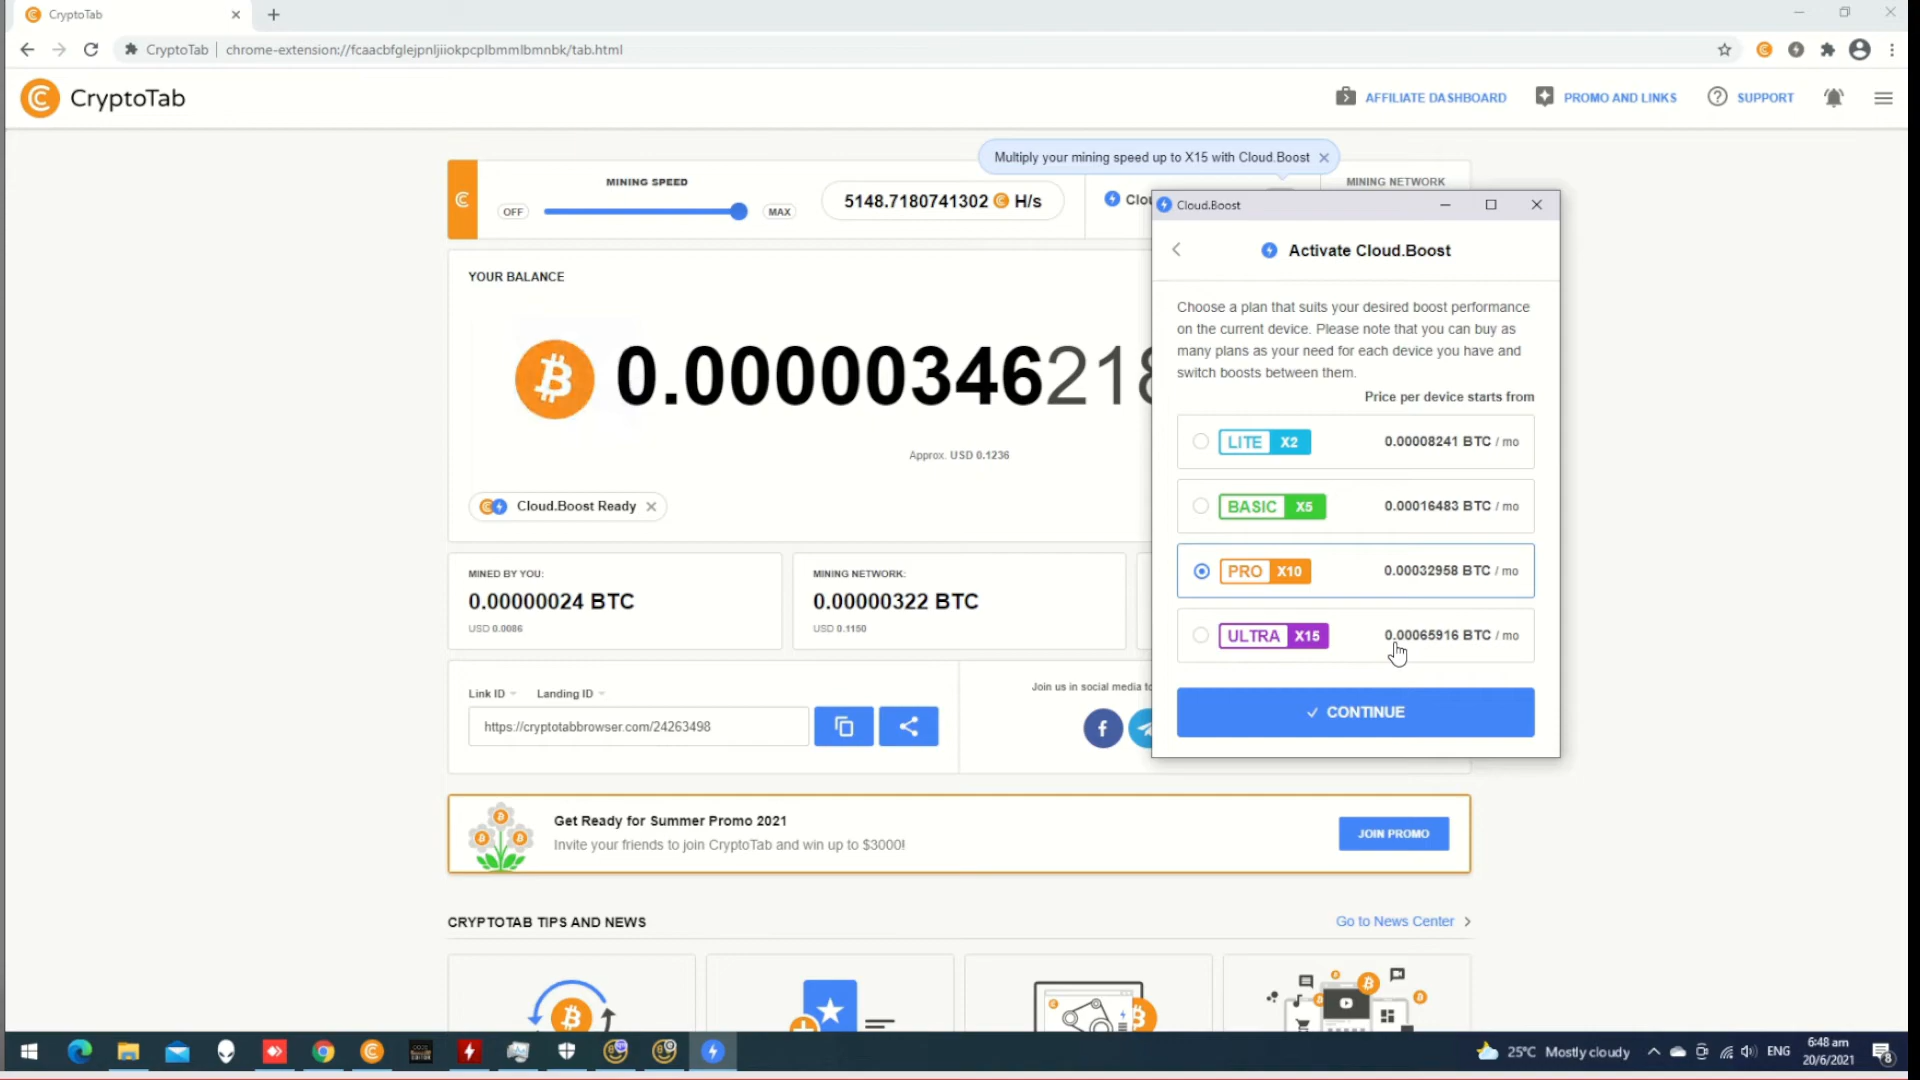 CryptoTab
CryptoTab
chrome-extension://fcaacbfglejpnljiiokpcplbmmlbmnbk/tab.html
CryptoTab
AFFILIATE DASHBOARD
PROMO AND LINKS
SUPPORT
Multiply your mining speed up to X15 with Cloud.Boost
MINING SPEED
OFF
MAX
5148.7180741302 H/s
Clou
MINING NETWORK
Cloud.Boost
Activate Cloud.Boost
Choose a plan that suits your desired boost performance
on the current device. Please note that you can buy as
many plans as your need for each device you have and
switch boosts between them.
Price per device starts from
LITE X2 0.00008241 BTC / mo
BASIC X5 0.00016483 BTC / mo
PRO X10 0.00032958 BTC / mo
ULTRA X15 0.00065916 BTC / mo
CONTINUE
YOUR BALANCE
0.00000346218
Approx. USD 0.1236
Cloud.Boost Ready
MINED BY YOU:
0.00000024 BTC
USD 0.0086
MINING NETWORK:
0.00000322 BTC
USD 0.1150
Link ID
Landing ID
https://cryptotabbrowser.com/24263498
Join us in social media to
Get Ready for Summer Promo 2021
Invite your friends to join CryptoTab and win up to $3000!
JOIN PROMO
CRYPTOTAB TIPS AND NEWS
Go to News Center
25°C Mostly cloudy
ENG
6:48 am
20/6/2021
8